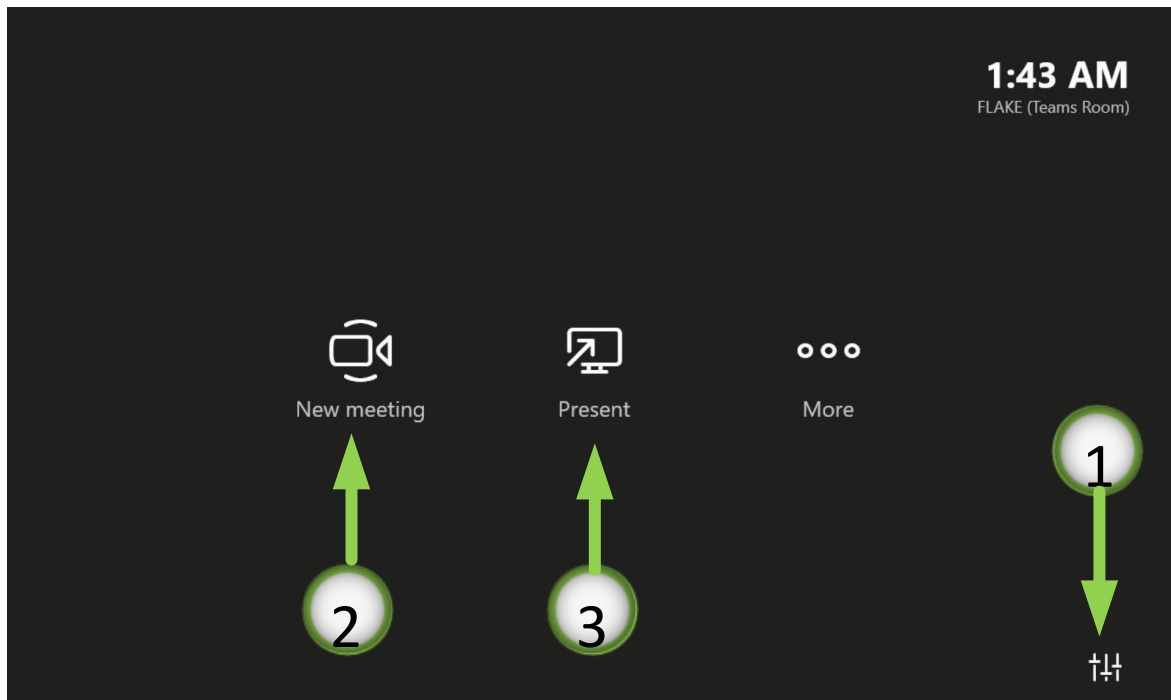 1:43 AM
FLAKE (Teams Room)
New meeting
Present
More
1
2
3